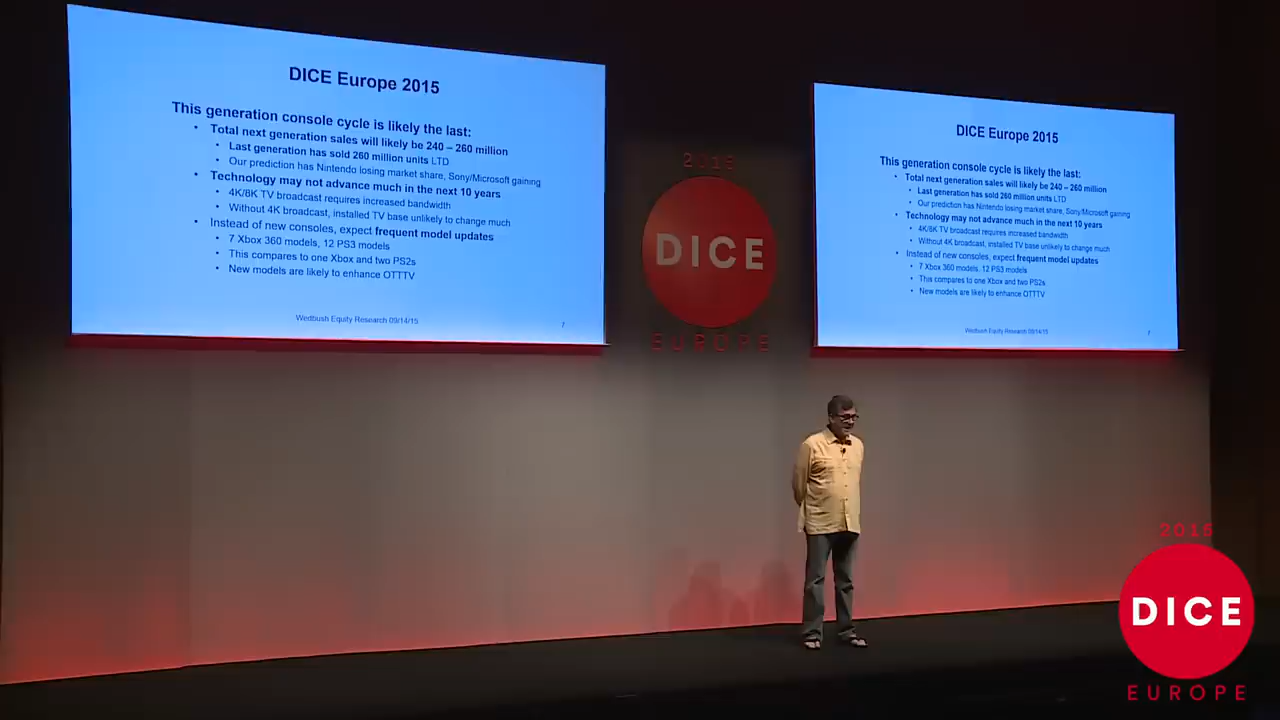 DICE Europe 2015
This generation console cycle is likely the last:
• Total next generation sales will likely be 240 – 260 million
• Last generation has sold 260 million units LTD
• Our prediction has Nintendo losing market share, Sony/Microsoft gaining
• Technology may not advance much in the next 10 years
• 4K/8K TV broadcast requires increased bandwidth
• Without 4K broadcast, installed TV base unlikely to change much
• Instead of new consoles, expect frequent model updates
• 7 Xbox 360 models, 12 PS3 models
• This compares to one Xbox and two PS2s
• New models are likely to enhance OTTTV
Wedbush Equity Research 09/14/15
7
2015
DICE
EUROPE
DICE Europe 2015
This generation console cycle is likely the last:
• Total next generation sales will likely be 240 – 260 million
• Last generation has sold 260 million units LTD
• Our prediction has Nintendo losing market share, Sony/Microsoft gaining
• Technology may not advance much in the next 10 years
• 4K/8K TV broadcast requires increased bandwidth
• Without 4K broadcast, installed TV base unlikely to change much
• Instead of new consoles, expect frequent model updates
• 7 Xbox 360 models, 12 PS3 models
• This compares to one Xbox and two PS2s
• New models are likely to enhance OTTTV
Wedbush Equity Research 09/14/15
7
2015
DICE
EUROPE